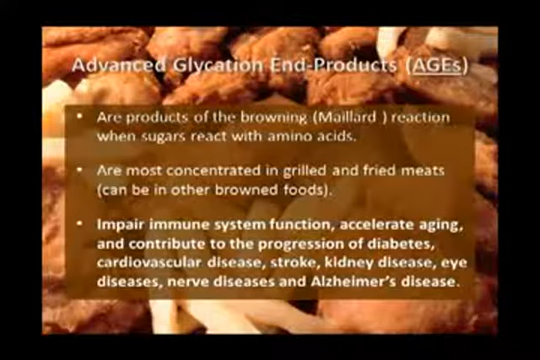 Advanced Glycation End-Products (AGEs)
• Are products of the browning (Maillard ) reaction
when sugars react with amino acids.
• Are most concentrated in grilled and fried meats
(can be in other browned foods).
• Impair immune system function, accelerate aging,
and contribute to the progression of diabetes,
cardiovascular disease, stroke, kidney disease, eye
diseases, nerve diseases and Alzheimer's disease.